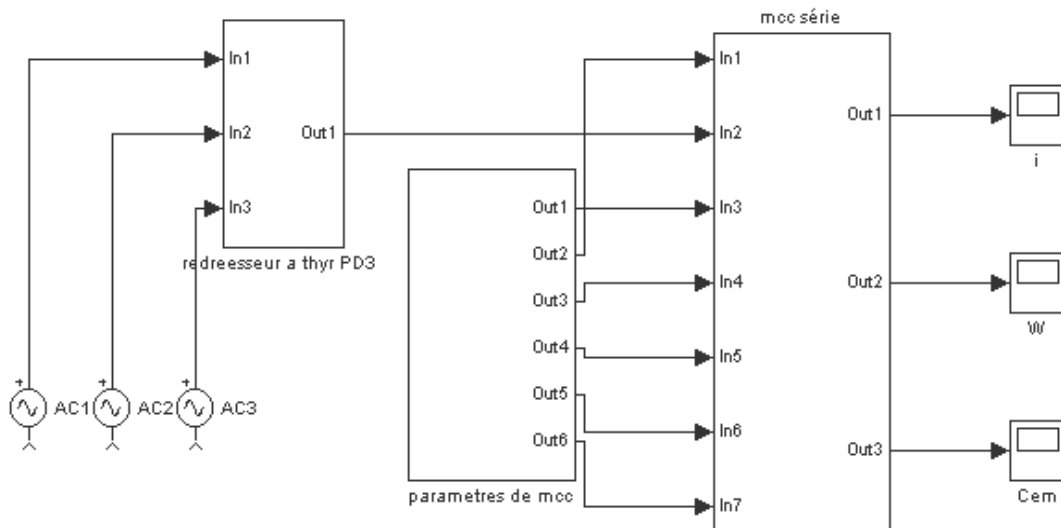 mcc série
In1
In2
In3
Out1
redreesseur a thyr PD3
In1
In2
In3
In4
In5
In6
In7
Out1
Out2
Out3
Out1
Out2
Out3
Out4
Out5
Out6
parametres de mcc
i
W
Cem
+
AC1
+
AC2
+
AC3